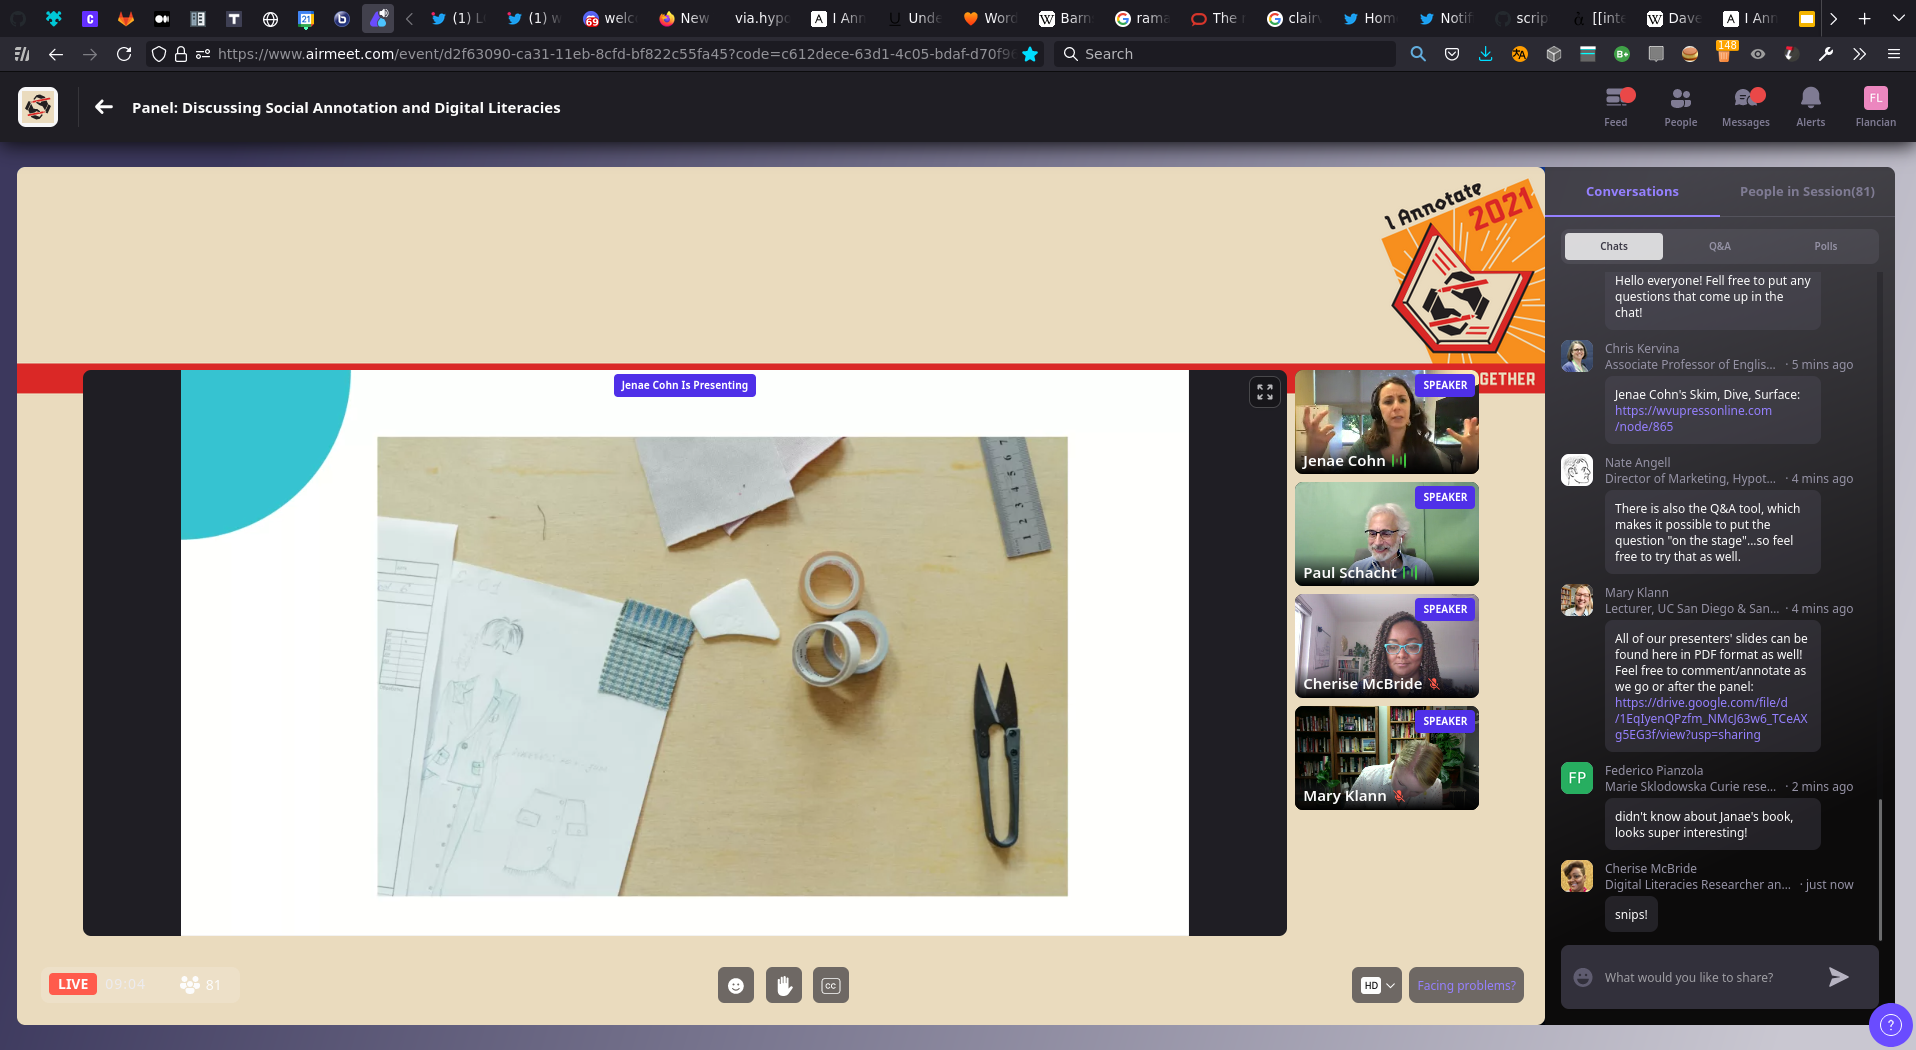 (1) L
(1) w
69
welc
New
via.hypo
A I Ann
Unde
Word
W Barn
rama
The r
clair
Hom
Notif
scrip
[[inte
W Dave
A I Ann
https://www.airmeet.com/event/d2f63090-ca31-11eb-8cfd-bf822c55fa45?code=c612dece-63d1-4c05-bdaf-d70f9
Search
148
Panel: Discussing Social Annotation and Digital Literacies
Feed
People
Messages
Alerts
FL
Flancian
I Annotate
2021
GETHER
Jenae Cohn Is Presenting
SPEAKER
Jenae Cohn
SPEAKER
Paul Schacht
SPEAKER
Cherise McBride
SPEAKER
Mary Klann
1 2 3 4 5 6 7
LIVE
09:04
81
CC
HD
Facing problems?
Conversations
People in Session(81)
Chats
Q&A
Polls
Hello everyone! Fell free to put any
questions that come up in the
chat!
Chris Kervina
Associate Professor of Englis... · 5 mins ago
Jenae Cohn's Skim, Dive, Surface:
https://wvupressonline.com
/node/865
Nate Angell
Director of Marketing, Hypot... · 4 mins ago
There is also the Q&A tool, which
makes it possible to put the
question "on the stage"...so feel
free to try that as well.
Mary Klann
Lecturer, UC San Diego & San... · 4 mins ago
All of our presenters' slides can be
found here in PDF format as well!
Feel free to comment/annotate as
we go or after the panel:
https://drive.google.com/file/d
/1EqIyenQPzfm_NMcJ63w6_TCeAX
g5EG3f/view?usp=sharing
FP
Federico Pianzola
Marie Sklodowska Curie rese... · 2 mins ago
didn't know about Janae's book,
looks super interesting!
Cherise McBride
Digital Literacies Researcher an... · just now
snips!
What would you like to share?
?